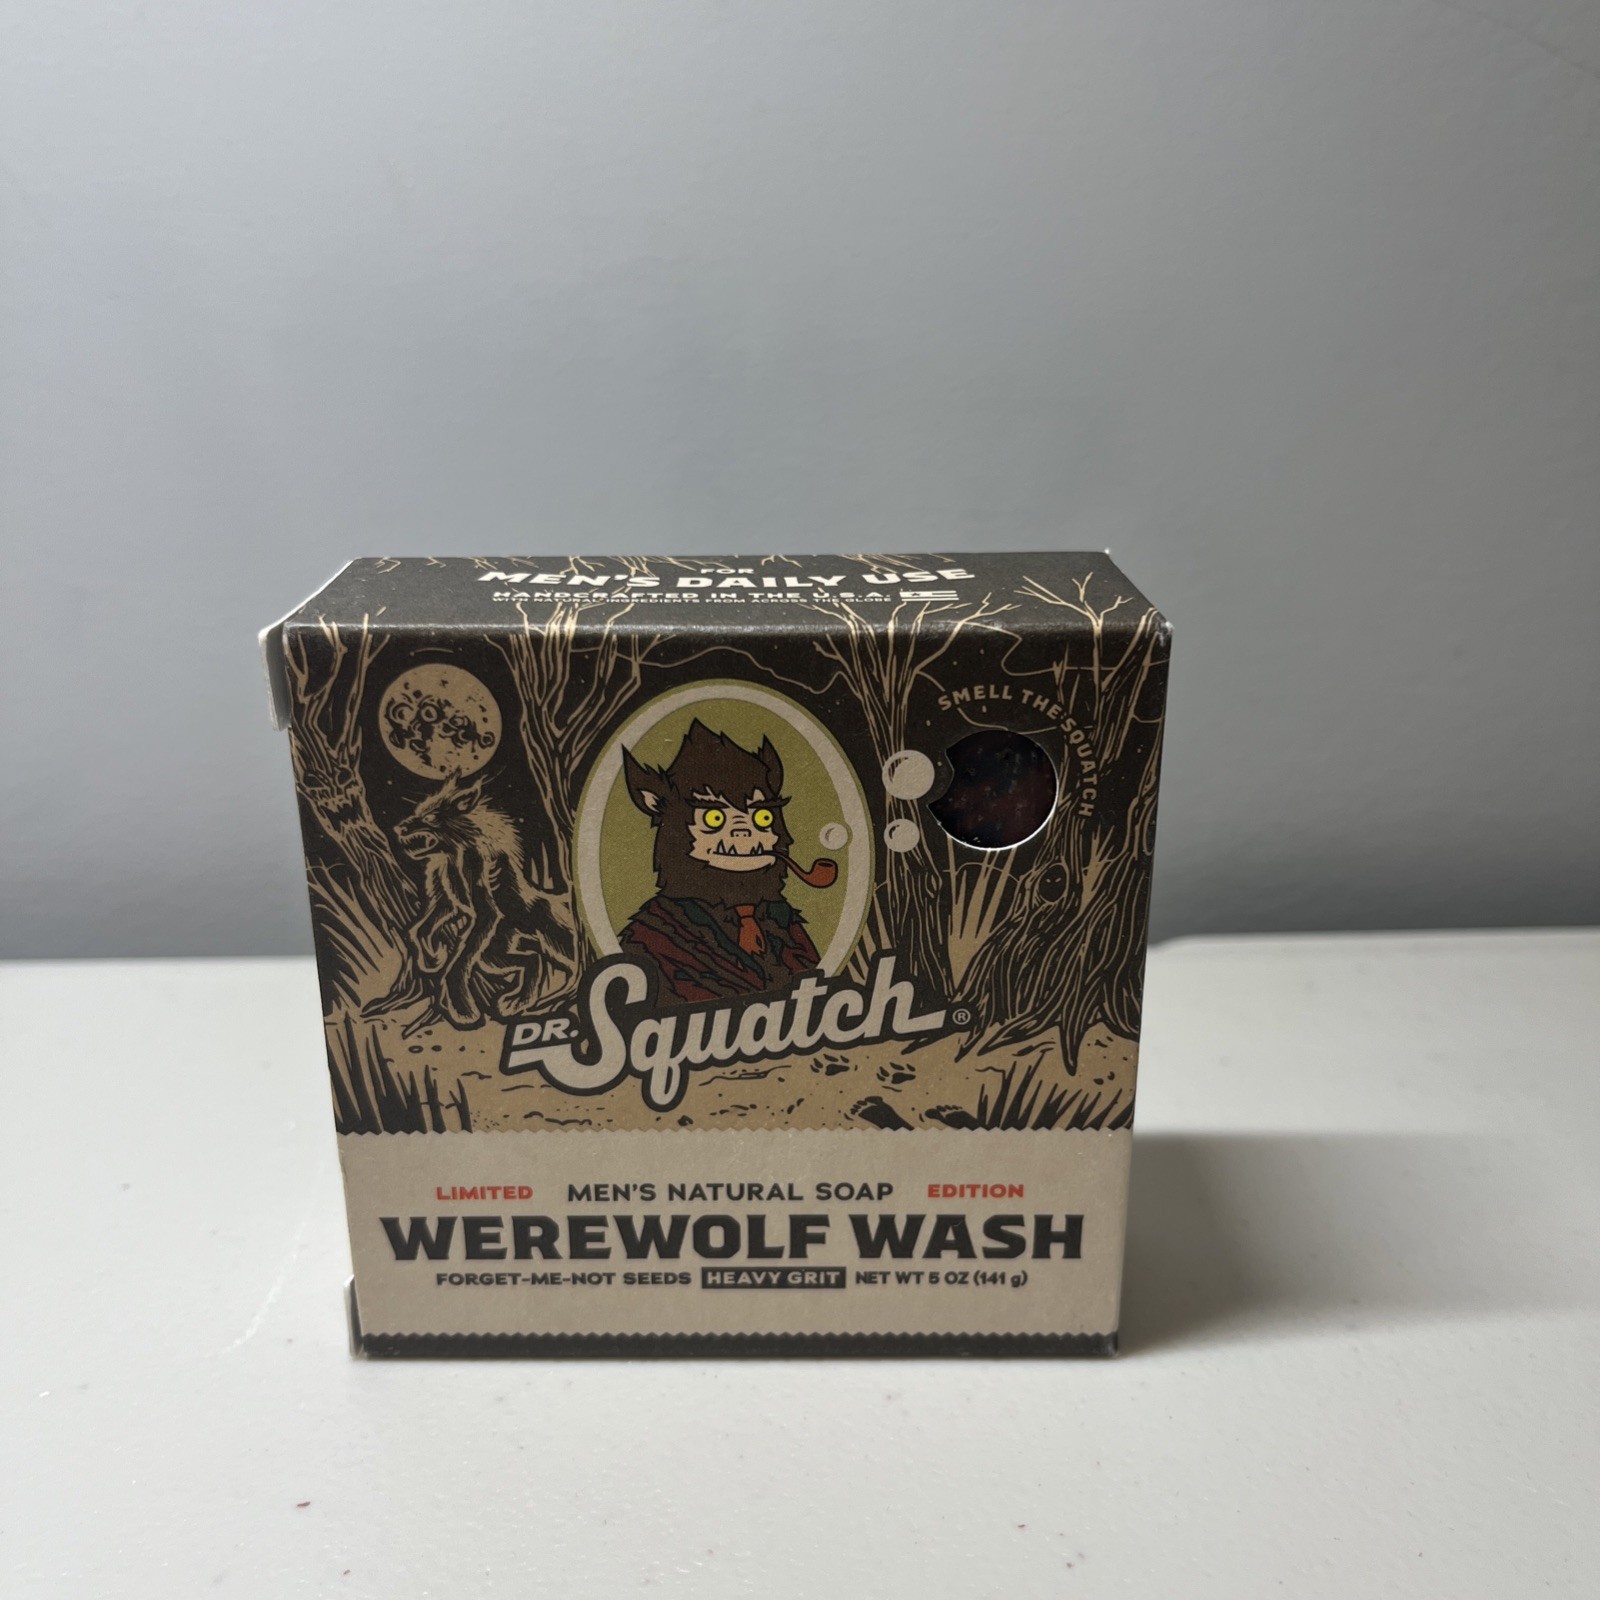 FOR
MEN'S DAILY USE
HANDCRAFTED IN THE U.S.A.
WITH NATURAL INGREDIENTS FROM ACROSS THE GLOBE
SMELL THE SQUATCH
DR. Squatch ®
LIMITED MEN'S NATURAL SOAP EDITION
WEREWOLF WASH
FORGET-ME-NOT SEEDS HEAVY GRIT NET WT 5 OZ (141 g)